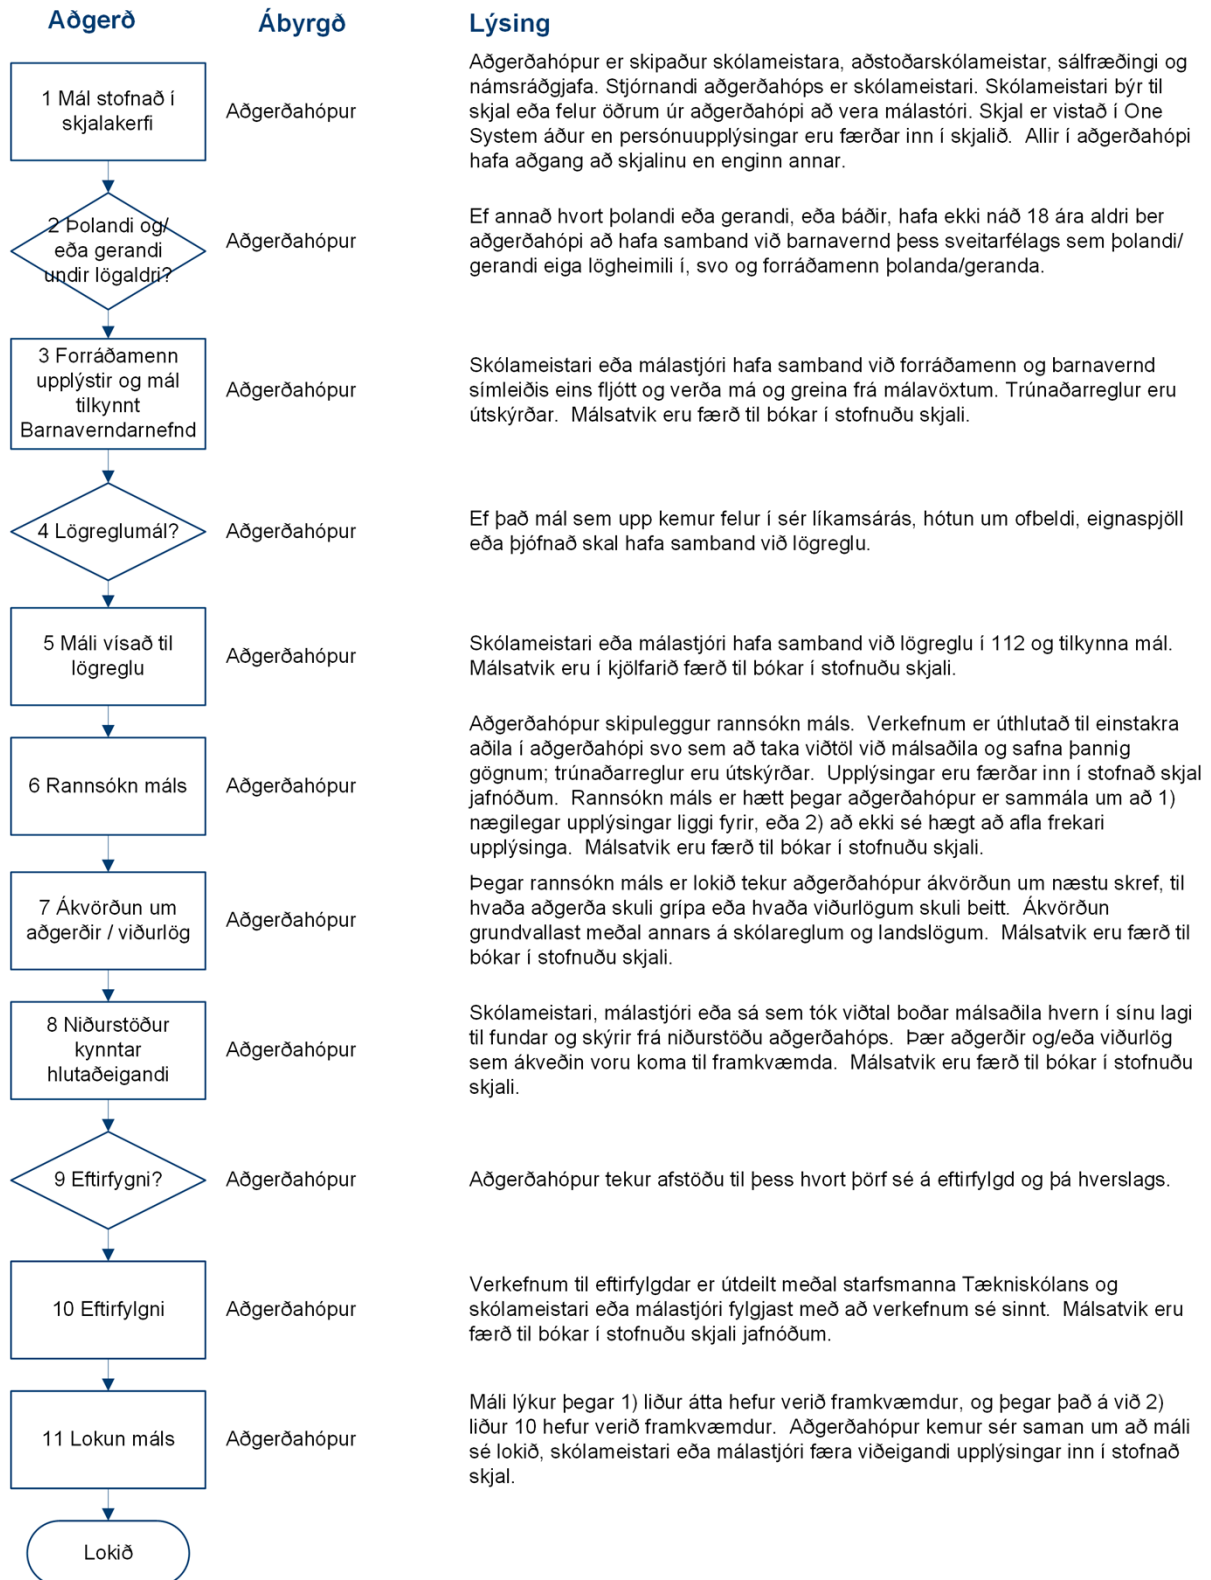 Aðgerð
Ábyrgð
Lýsing
1 Mál stofnað í
skjalakerfi
Aðgerðahópur
Aðgerðahópur er skipaður skólameistara, aðstoðarskólameistar, sálfræðingi og
námsráðgjafa. Stjórnandi aðgerðahóps er skólameistari. Skólameistari býr til
skjal eða felur öðrum úr aðgerðahópi að vera málastóri. Skjal er vistað í One
System áður en persónuupplýsingar eru færðar inn í skjalið.  Allir í aðgerðahópi
hafa aðgang að skjalinu en enginn annar.
2 Þolandi og/
eða gerandi
undir lögaldri?
Aðgerðahópur
Ef annað hvort þolandi eða gerandi, eða báðir, hafa ekki náð 18 ára aldri ber
aðgerðahópi að hafa samband við barnavernd þess sveitarfélags sem þolandi/
gerandi eiga lögheimili í, svo og forráðamenn þolanda/geranda.
3 Forráðamenn
upplýstir og mál
tilkynnt
Barnaverndarnefnd
Aðgerðahópur
Skólameistari eða málastjóri hafa samband við forráðamenn og barnavernd
símleiðis eins fljótt og verða má og greina frá málavöxtum. Trúnaðarreglur eru
útskýrðar.  Málsatvik eru færð til bókar í stofnuðu skjali.
4 Lögreglumál?
Aðgerðahópur
Ef það mál sem upp kemur felur í sér líkamsárás, hótun um ofbeldi, eignaspjöll
eða þjófnað skal hafa samband við lögreglu.
5 Máli vísað til
lögreglu
Aðgerðahópur
Skólameistari eða málastjóri hafa samband við lögreglu í 112 og tilkynna mál.
Málsatvik eru í kjölfarið færð til bókar í stofnuðu skjali.
6 Rannsókn máls
Aðgerðahópur
Aðgerðahópur skipuleggur rannsókn máls.  Verkefnum er úthlutað til einstakra
aðila í aðgerðahópi svo sem að taka viðtöl við málsaðila og safna þannig
gögnum; trúnaðarreglur eru útskýrðar.  Upplýsingar eru færðar inn í stofnað skjal
jafnóðum.  Rannsókn máls er hætt þegar aðgerðahópur er sammála um að 1)
nægilegar upplýsingar liggi fyrir, eða 2) að ekki sé hægt að afla frekari
upplýsinga.  Málsatvik eru færð til bókar í stofnuðu skjali.
7 Ákvörðun um
aðgerðir / viðurlög
Aðgerðahópur
Þegar rannsókn máls er lokið tekur aðgerðahópur ákvörðun um næstu skref, til
hvaða aðgerða skuli grípa eða hvaða viðurlögum skuli beitt.  Ákvörðun
grundvallast meðal annars á skólareglum og landslögum.  Málsatvik eru færð til
bókar í stofnuðu skjali.
8 Niðurstöður
kynntar
hlutaðeigandi
Aðgerðahópur
Skólameistari, málastjóri eða sá sem tók viðtal boðar málsaðila hvern í sínu lagi
til fundar og skýrir frá niðurstöðu aðgerðahóps.  Þær aðgerðir og/eða viðurlög
sem ákveðin voru koma til framkvæmda.  Málsatvik eru færð til bókar í stofnuðu
skjali.
9 Eftirfygni?
Aðgerðahópur
Aðgerðahópur tekur afstöðu til þess hvort þörf sé á eftirfylgd og þá hverslags.
10 Eftirfylgni
Aðgerðahópur
Verkefnum til eftirfylgdar er útdeilt meðal starfsmanna Tækniskólans og
skólameistari eða málastjóri fylgjast með að verkefnum sé sinnt.  Málsatvik eru
færð til bókar í stofnuðu skjali jafnóðum.
11 Lokun máls
Aðgerðahópur
Máli lýkur þegar 1) liður átta hefur verið framkvæmdur, og þegar það á við 2)
liður 10 hefur verið framkvæmdur.  Aðgerðahópur kemur sér saman um að máli
sé lokið, skólameistari eða málastjóri færa viðeigandi upplýsingar inn í stofnað
skjal.
Lokið